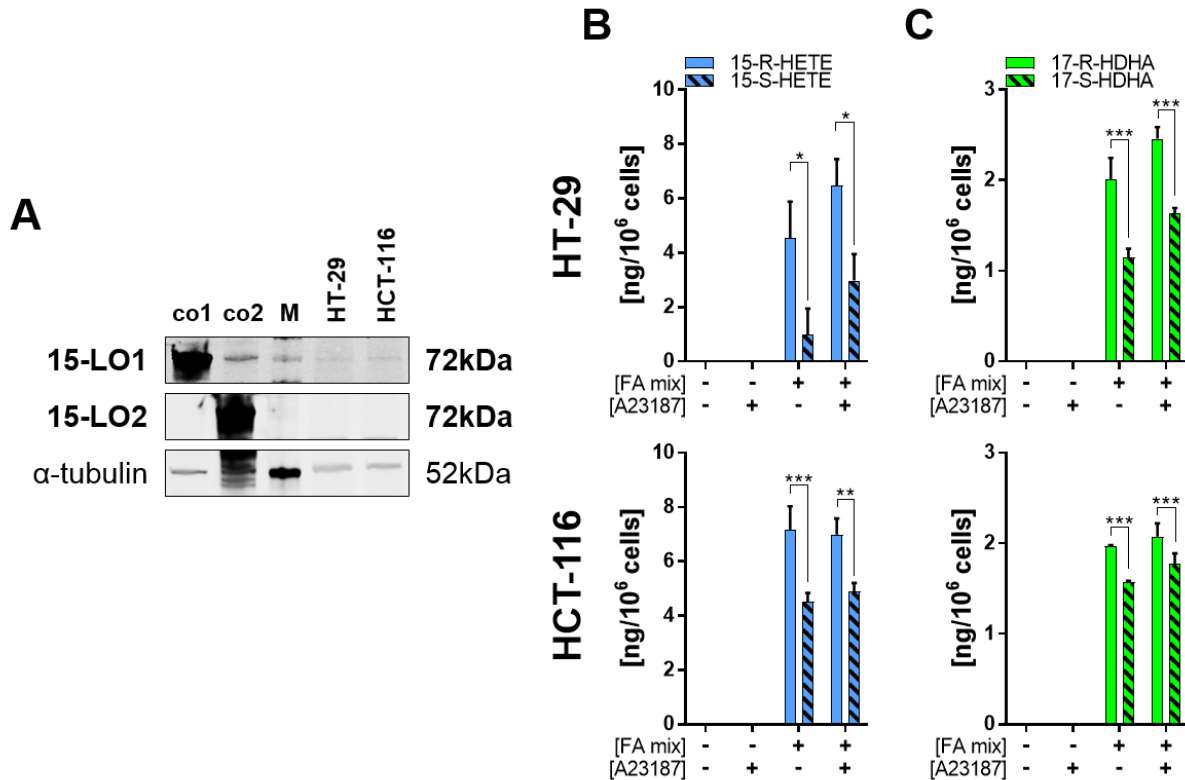 A
co1 co2 M HT-29 HCT-116
15-LO1 72kDa
15-LO2 72kDa
α-tubulin 52kDa
B
HT-29
15-R-HETE
15-S-HETE
[ng/10⁶ cells]
10
8
6
4
2
0
*
*
[FA mix] - - + +
[A23187] - + - +
C
17-R-HDHA
17-S-HDHA
[ng/10⁶ cells]
3
2
1
0
***
***
[FA mix] - - + +
[A23187] - + - +
HCT-116
[ng/10⁶ cells]
10
8
6
4
2
0
***
**
[FA mix] - - + +
[A23187] - + - +
[ng/10⁶ cells]
3
2
1
0
***
***
[FA mix] - - + +
[A23187] - + - +